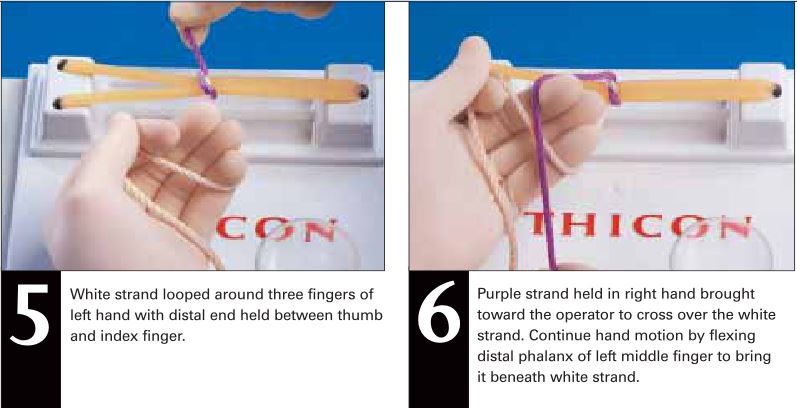 CON
THICON
5
White strand looped around three fingers of
left hand with distal end held between thumb
and index finger.
6
Purple strand held in right hand brought
toward the operator to cross over the white
strand. Continue hand motion by flexing
distal phalanx of left middle finger to bring
it beneath white strand.